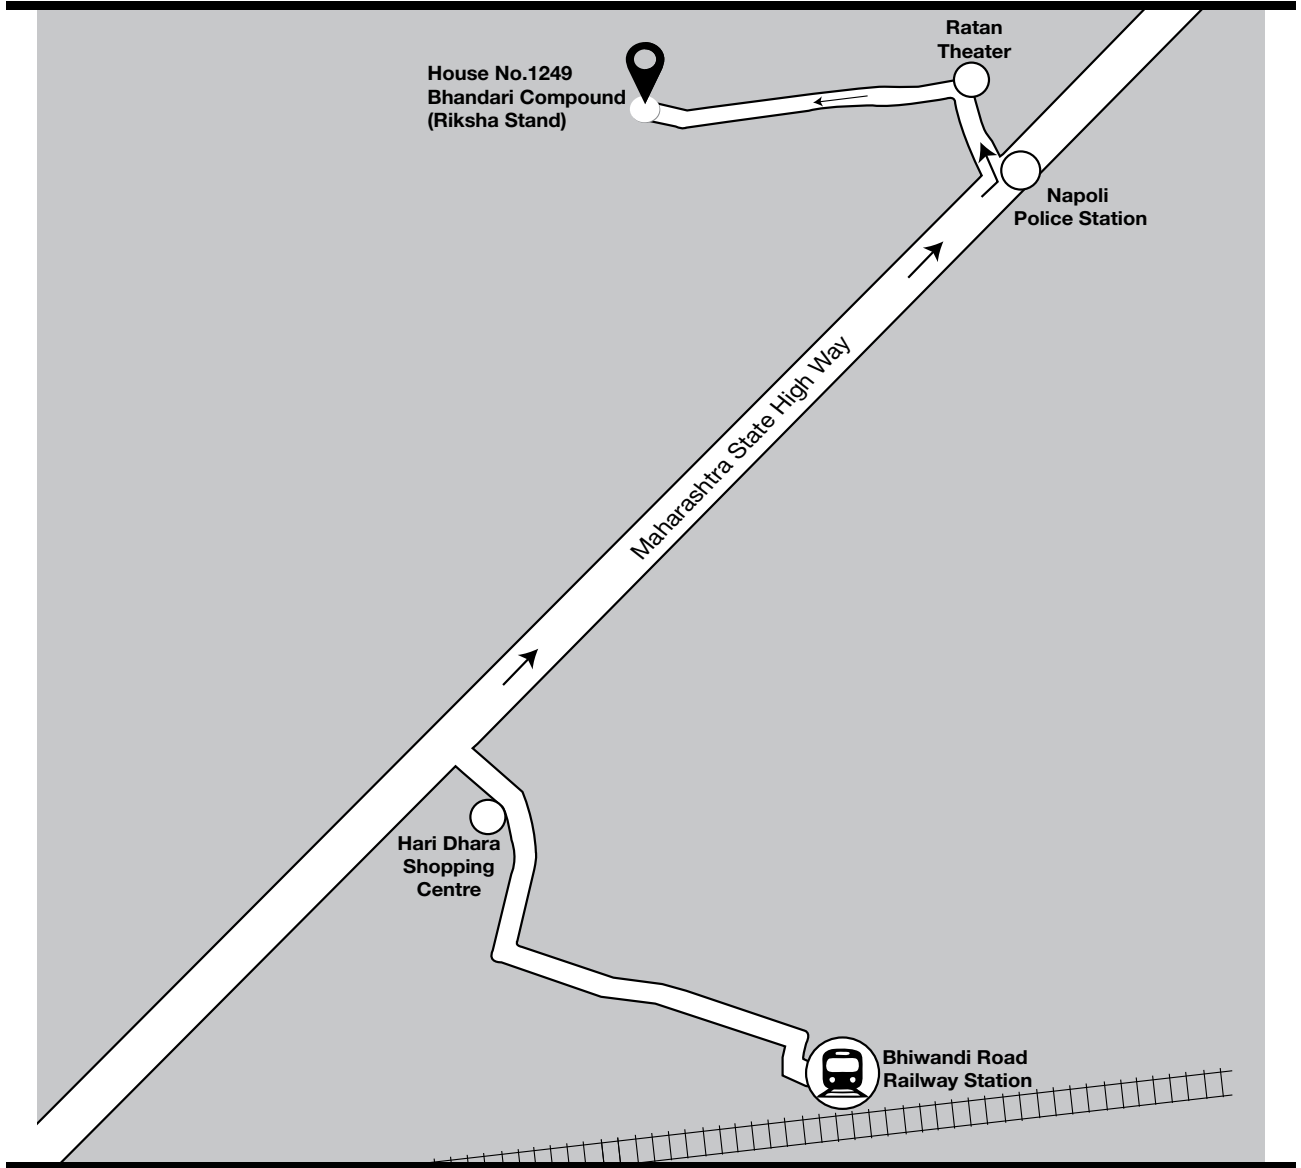 Ratan
Theater
House No.1249
Bhandari Compound
(Riksha Stand)
Napoli
Police Station
Maharashtra State High Way
Hari Dhara
Shopping
Centre
Bhiwandi Road
Railway Station